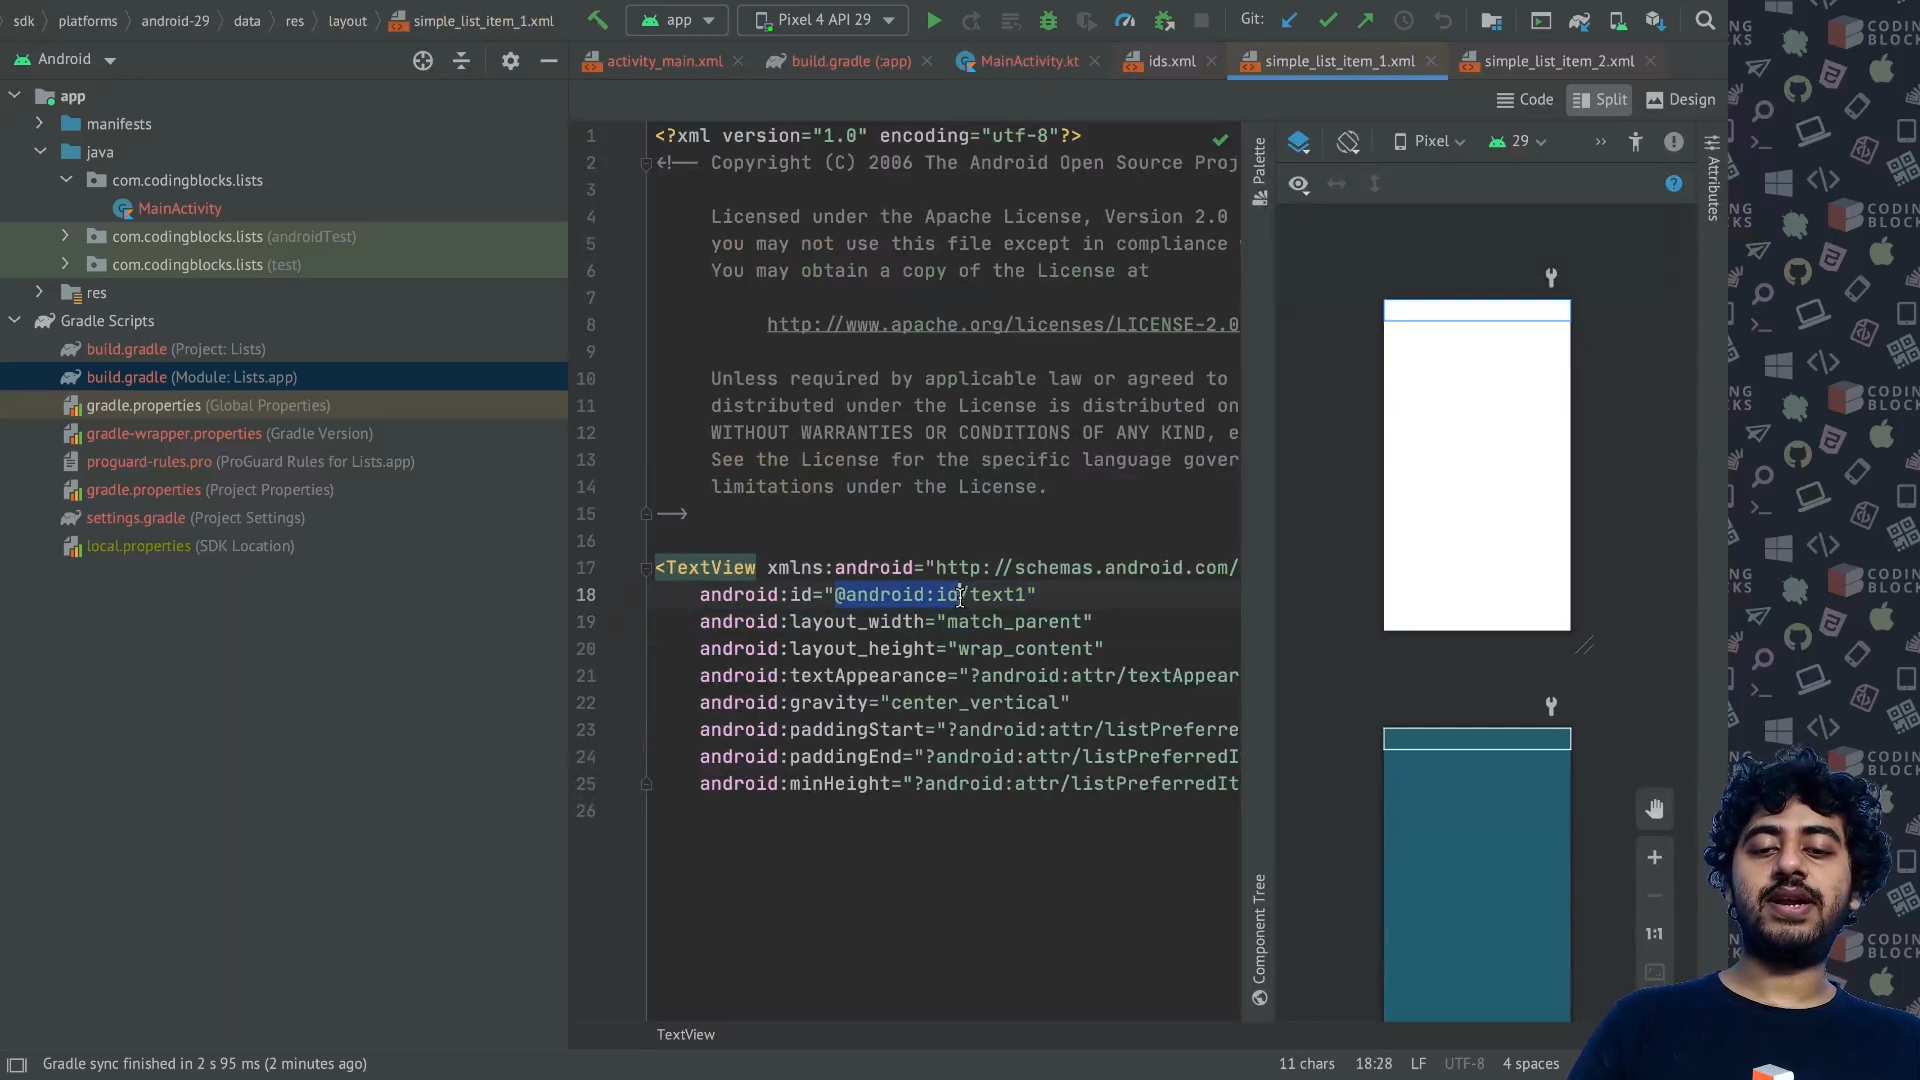 sdk platforms android-29 data res layout simple_list_item_1.xml
app
Pixel 4 API 29
Git:
Android
activity_main.xml
build.gradle (:app)
MainActivity.kt
ids.xml
simple_list_item_1.xml
simple_list_item_2.xml
Code
Split
Design
app
manifests
java
com.codingblocks.lists
MainActivity
com.codingblocks.lists (androidTest)
com.codingblocks.lists (test)
res
Gradle Scripts
build.gradle (Project: Lists)
build.gradle (Module: Lists.app)
gradle.properties (Global Properties)
gradle-wrapper.properties (Gradle Version)
proguard-rules.pro (ProGuard Rules for Lists.app)
gradle.properties (Project Properties)
settings.gradle (Project Settings)
local.properties (SDK Location)
1 <?xml version="1.0" encoding="utf-8"?>
2 <!-- Copyright (C) 2006 The Android Open Source Proj
3
4 Licensed under the Apache License, Version 2.0
5 you may not use this file except in compliance
6 You may obtain a copy of the License at
7
8 http://www.apache.org/licenses/LICENSE-2.0
9
10 Unless required by applicable law or agreed to
11 distributed under the License is distributed on
12 WITHOUT WARRANTIES OR CONDITIONS OF ANY KIND, e
13 See the License for the specific language gover
14 limitations under the License.
15 -->
16
17 <TextView xmlns:android="http://schemas.android.com/
18 android:id="@android:id/text1"
19 android:layout_width="match_parent"
20 android:layout_height="wrap_content"
21 android:textAppearance="?android:attr/textAppear
22 android:gravity="center_vertical"
23 android:paddingStart="?android:attr/listPreferre
24 android:paddingEnd="?android:attr/listPreferredI
25 android:minHeight="?android:attr/listPreferredIt
26
TextView
Palette
Component Tree
Pixel
29
Attributes
1:1
Gradle sync finished in 2 s 95 ms (2 minutes ago)
11 chars 18:28 LF UTF-8 4 spaces
CODING
BLOCKS